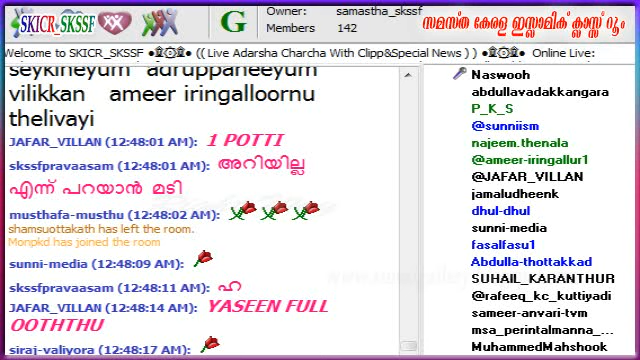 SKICR_SKSSF
G
Owner: samastha_skssf
Members 142
സമസ്ത കേരള ഇസ്ലാമിക് ക്ലാസ്സ് റൂം
Welcome to SKICR_SKSSF (( Live Adarsha Charcha With Clipp&Special News ) ) Online Live:
seykineyum adruppaneeyum
vilikkan ameer iringalloornu
thelivayi
JAFAR_VILLAN (12:48:01 AM): 1 POTTI
skssfpravaasam (12:48:01 AM): അറിയില്ല
എന്ന് പറയാന്‍ മടി
musthafa-musthu (12:48:02 AM):
shamsuottakath has left the room.
Monpkd has joined the room
sunni-media (12:48:09 AM):
skssfpravaasam (12:48:11 AM): ഹ
JAFAR_VILLAN (12:48:14 AM): YASEEN FULL
OOTHTHU
siraj-valiyora (12:48:17 AM):
Naswooh
abdullavadakkangara
P_K_S
@sunniism
najeem.thenala
@ameer-iringallur1
@JAFAR_VILLAN
jamaludheenk
dhul-dhul
sunni-media
fasalfasu1
Abdulla-thottakkad
SUHAIL_KARANTHUR
@rafeeq_kc_kuttiyadi
sameer-anvari-tvm
msa_perintalmanna_...
MuhammedMahshook